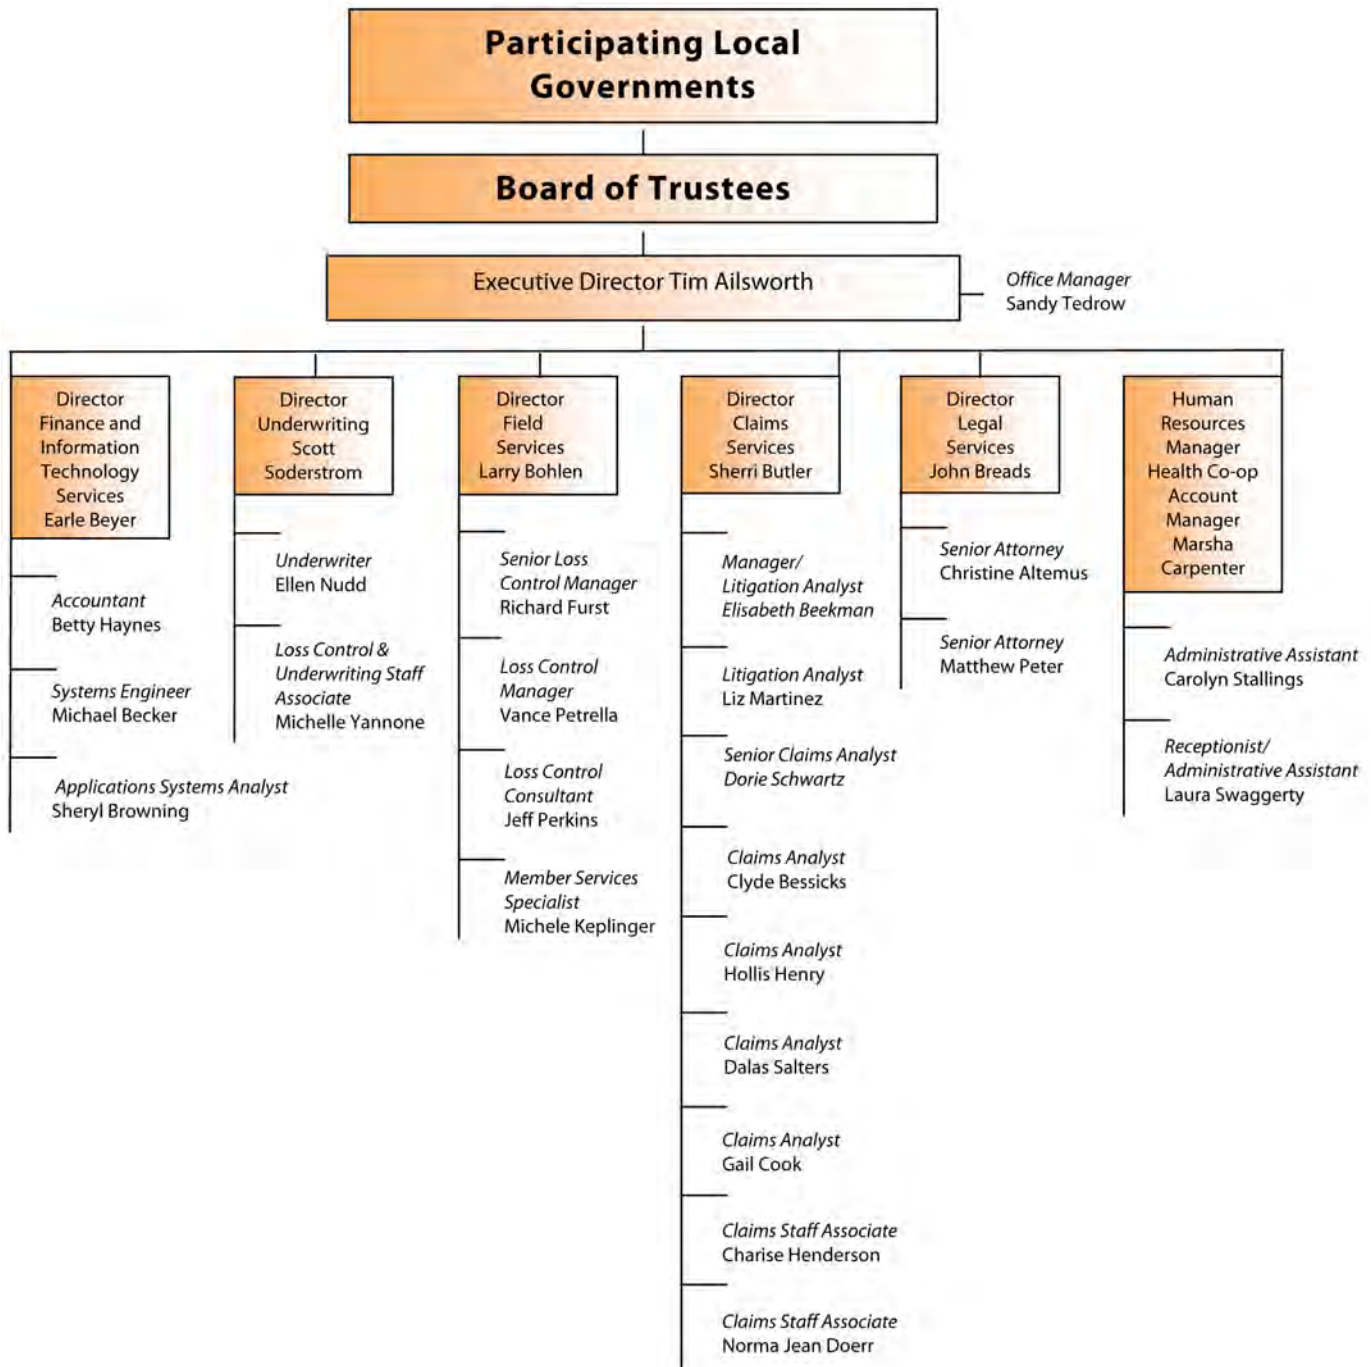 Participating Local
Governments
Board of Trustees
Executive Director Tim Ailsworth
Office Manager
Sandy Tedrow
Director
Finance and
Information
Technology
Services
Earle Beyer
Accountant
Betty Haynes
Systems Engineer
Michael Becker
Applications Systems Analyst
Sheryl Browning
Director
Underwriting
Scott
Soderstrom
Underwriter
Ellen Nudd
Loss Control &
Underwriting Staff
Associate
Michelle Yannone
Director
Field
Services
Larry Bohlen
Senior Loss
Control Manager
Richard Furst
Loss Control
Manager
Vance Petrella
Loss Control
Consultant
Jeff Perkins
Member Services
Specialist
Michele Keplinger
Director
Claims
Services
Sherri Butler
Manager/
Litigation Analyst
Elisabeth Beekman
Litigation Analyst
Liz Martinez
Senior Claims Analyst
Dorie Schwartz
Claims Analyst
Clyde Bessicks
Claims Analyst
Hollis Henry
Claims Analyst
Dalas Salters
Claims Analyst
Gail Cook
Claims Staff Associate
Charise Henderson
Claims Staff Associate
Norma Jean Doerr
Director
Legal
Services
John Breads
Senior Attorney
Christine Altemus
Senior Attorney
Matthew Peter
Human
Resources
Manager
Health Co-op
Account
Manager
Marsha
Carpenter
Administrative Assistant
Carolyn Stallings
Receptionist/
Administrative Assistant
Laura Swaggerty